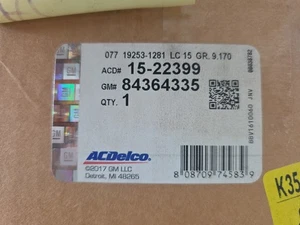 077 19253-1281 LC 15 GR. 9.170
ACD# 15-22399
GM# 84364335
QTY. 1
ACDelco
©2017 GM LLC
Detroit, MI 48265
8 08709 74583 9
K35
GM